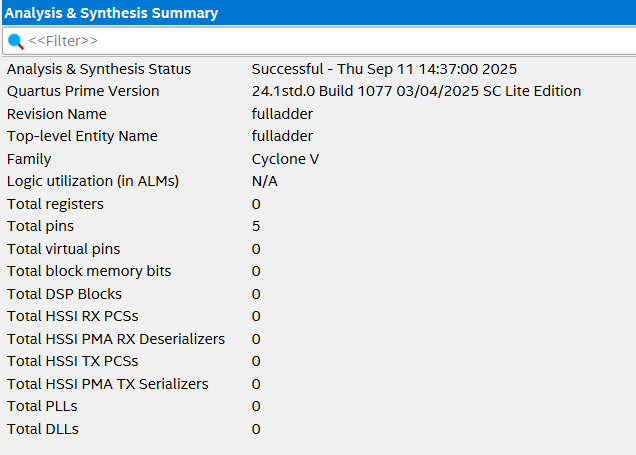 Analysis & Synthesis Summary
<<Filter>>
Analysis & Synthesis Status Successful - Thu Sep 11 14:37:00 2025
Quartus Prime Version 24.1std.0 Build 1077 03/04/2025 SC Lite Edition
Revision Name fulladder
Top-level Entity Name fulladder
Family Cyclone V
Logic utilization (in ALMs) N/A
Total registers 0
Total pins 5
Total virtual pins 0
Total block memory bits 0
Total DSP Blocks 0
Total HSSI RX PCSs 0
Total HSSI PMA RX Deserializers 0
Total HSSI TX PCSs 0
Total HSSI PMA TX Serializers 0
Total PLLs 0
Total DLLs 0